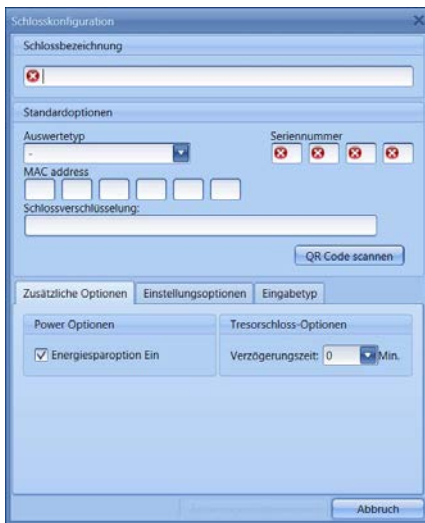 Schlosskonfiguration
Schlossbezeichnung
Standardoptionen
Auswertetyp Seriennummer
-
MAC address
Schlossverschlüsselung:
QR Code scannen
Zusätzliche Optionen Einstellungsoptionen Eingabetyp
Power Optionen Tresorschloss-Optionen
Energiesparoption Ein Verzögerungszeit: 0 Min.
Abbruch